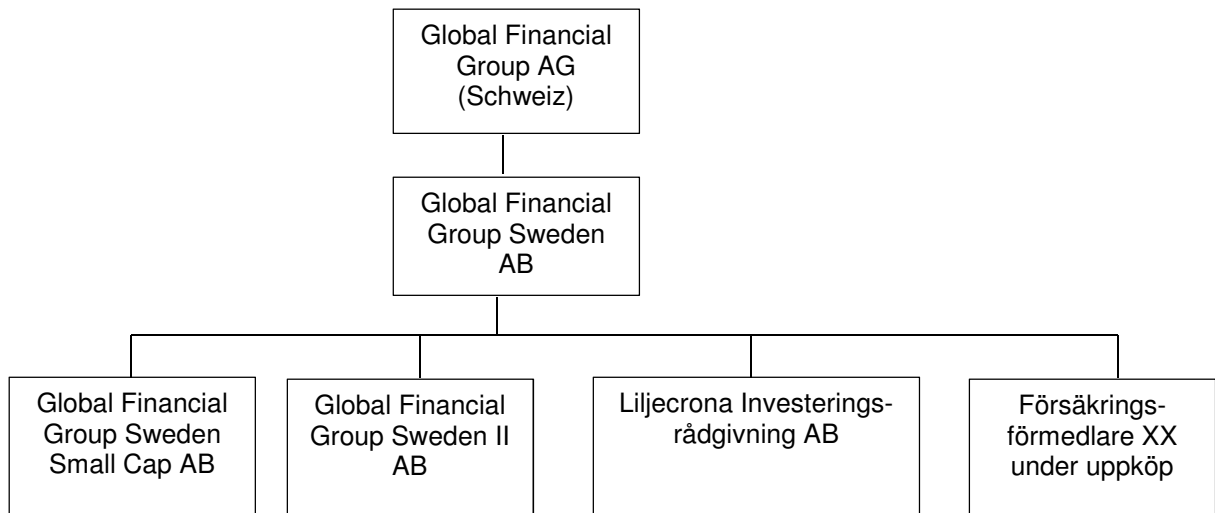 Global Financial
Group AG
(Schweiz)
Global Financial
Group Sweden
AB
Global Financial
Group Sweden
Small Cap AB
Global Financial
Group Sweden II
AB
Liljecrona Investerings-
rådgivning AB
Försäkrings-
förmedlare XX
under uppköp